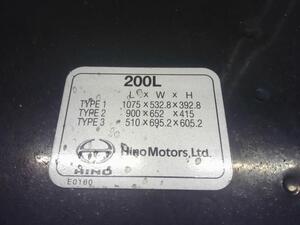 200L
L × W × H
TYPE 1 1075×532.8×392.8
TYPE 2 900×652 ×415
TYPE 3 510×695.2×605.2
HINO Hino Motors, Ltd.
E0160